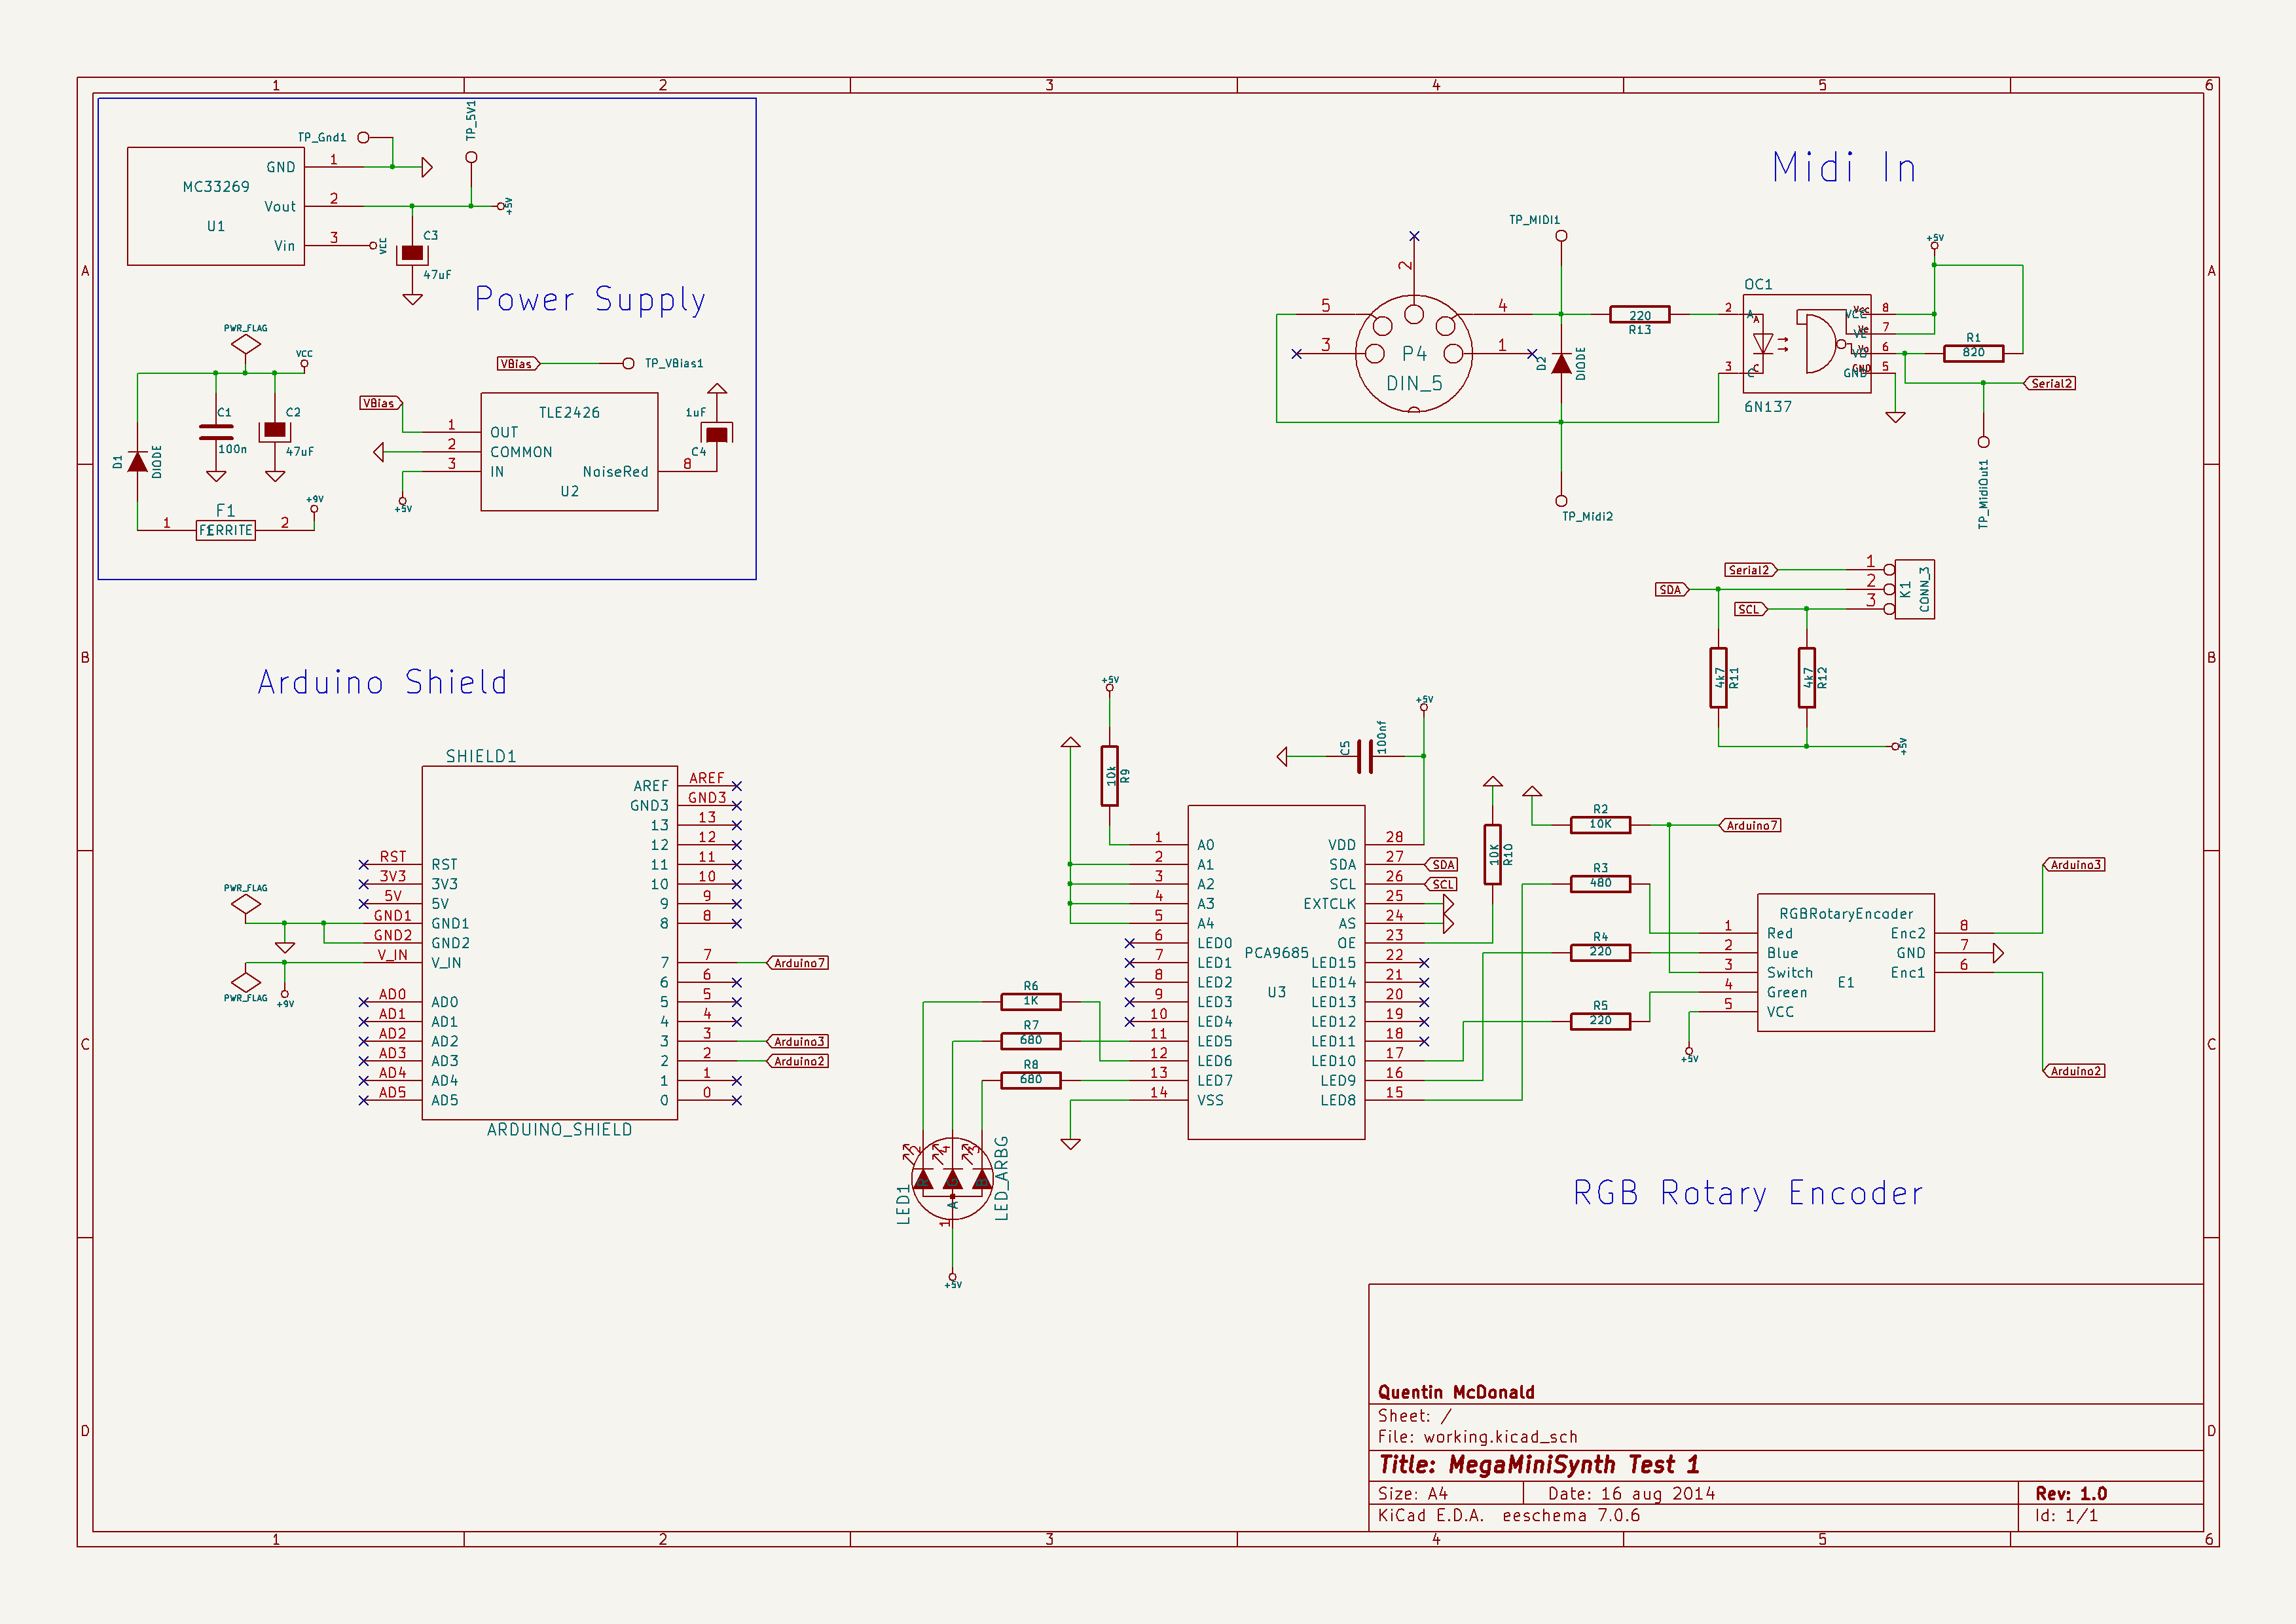 1 2 3 4 5 6
A
B
C
D
A
B
C
D
1 2 3 4 5 6
TP_Gnd1
TP_5V1
MC33269
U1
GND 1
Vout 2
Vin 3
+5V
VCC
C3
47uF
Power Supply
PWR_FLAG
VCC
C1
100n
C2
47uF
D1
DIODE
F1
1 FERRITE 2
+9V
VBias
TP_VBias1
VBias
TLE2426
1 OUT
2 COMMON
3 IN
NoiseRed 8
U2
+5V
1uF
C4
Midi In
TP_MIDI1
2
5
4
3
1
P4
DIN_5
D2
DIODE
TP_Midi2
220
R13
OC1
6N137
2 A
3 C
VCC 8
VE 7
VO 6
GND 5
A
C
+5V
R1
820
Serial2
TP_MidiOut1
Serial2
SDA
SCL
1
2
3
K1
CONN_3
4k7
R11
4k7
R12
+5V
Arduino Shield
SHIELD1
AREF AREF
GND3 GND3
13 13
12 12
11 11
10 10
9 9
8 8
7 7
6 6
5 5
4 4
3 3
2 2
1 1
0 0
RST RST
3V3 3V3
5V 5V
GND1 GND1
GND2 GND2
V_IN V_IN
AD0 AD0
AD1 AD1
AD2 AD2
AD3 AD3
AD4 AD4
AD5 AD5
ARDUINO_SHIELD
PWR_FLAG
PWR_FLAG
+9V
Arduino7
Arduino3
Arduino2
+5V
10k
R9
C5
100nf
+5V
1 A0
2 A1
3 A2
4 A3
5 A4
6 LED0
7 LED1
8 LED2
9 LED3
10 LED4
11 LED5
12 LED6
13 LED7
14 VSS
PCA9685
U3
VDD 28
SDA 27
SCL 26
EXTCLK 25
AS 24
OE 23
LED15 22
LED14 21
LED13 20
LED12 19
LED11 18
LED10 17
LED9 16
LED8 15
SDA
SCL
10K
R10
R6
1K
R7
680
R8
680
LED1
LED_ARBG
2
4
3
A
1
+5V
R2
10K
R3
480
R4
220
R5
220
Arduino7
RGBRotaryEncoder
E1
1 Red
2 Blue
3 Switch
4 Green
5 VCC
Enc2 8
GND 7
Enc1 6
+5V
Arduino3
Arduino2
RGB Rotary Encoder
Quentin McDonald
Sheet: /
File: working.kicad_sch
Title: MegaMiniSynth Test 1
Size: A4 Date: 16 aug 2014 Rev: 1.0
KiCad E.D.A. eeschema 7.0.6 Id: 1/1